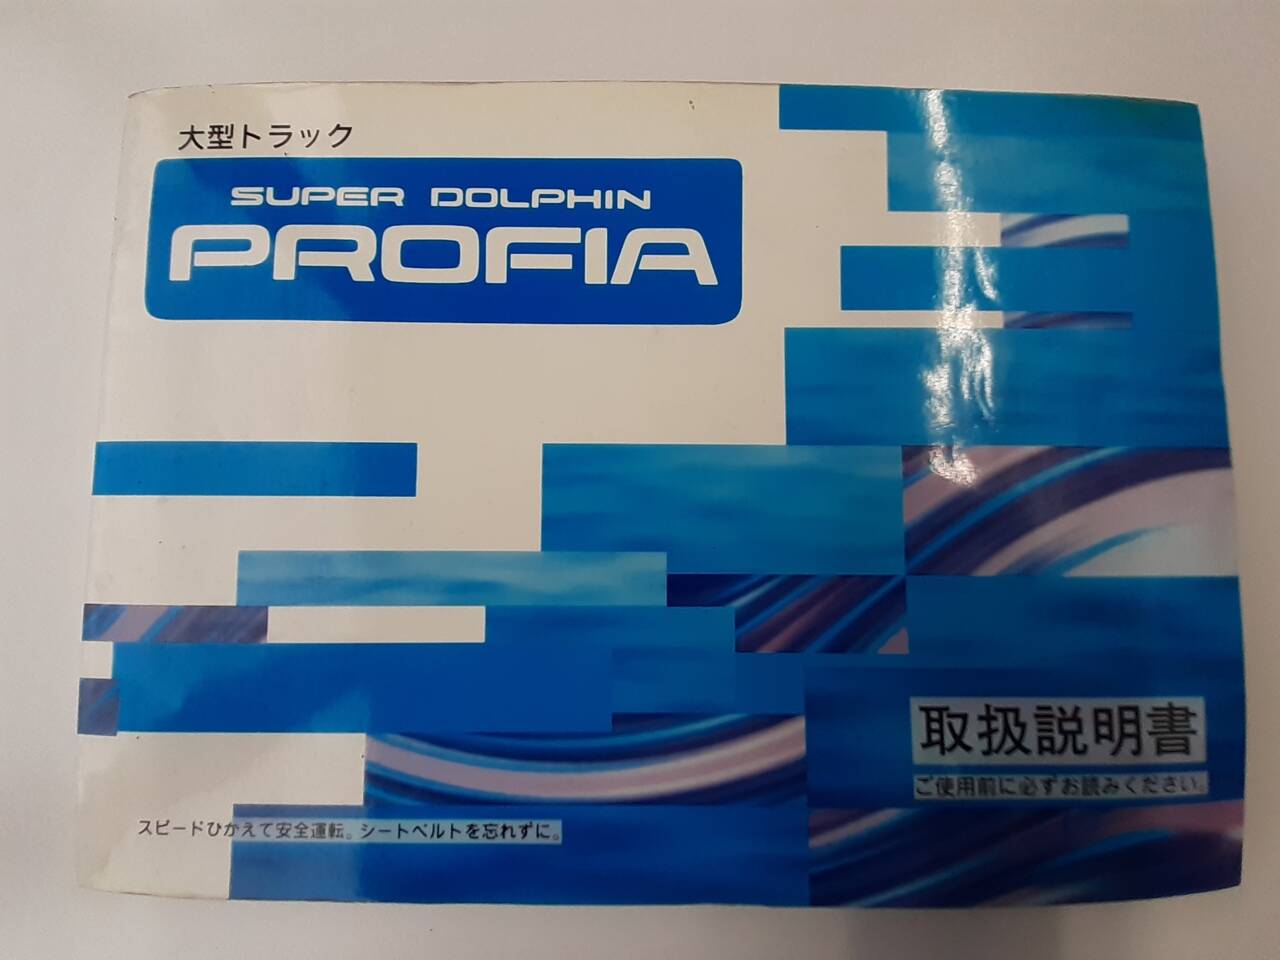 大型トラック
SUPER DOLPHIN
PROFIA
取扱説明書
ご使用前に必ずお読みください。
スピードひかえて安全運転。シートベルトを忘れずに。